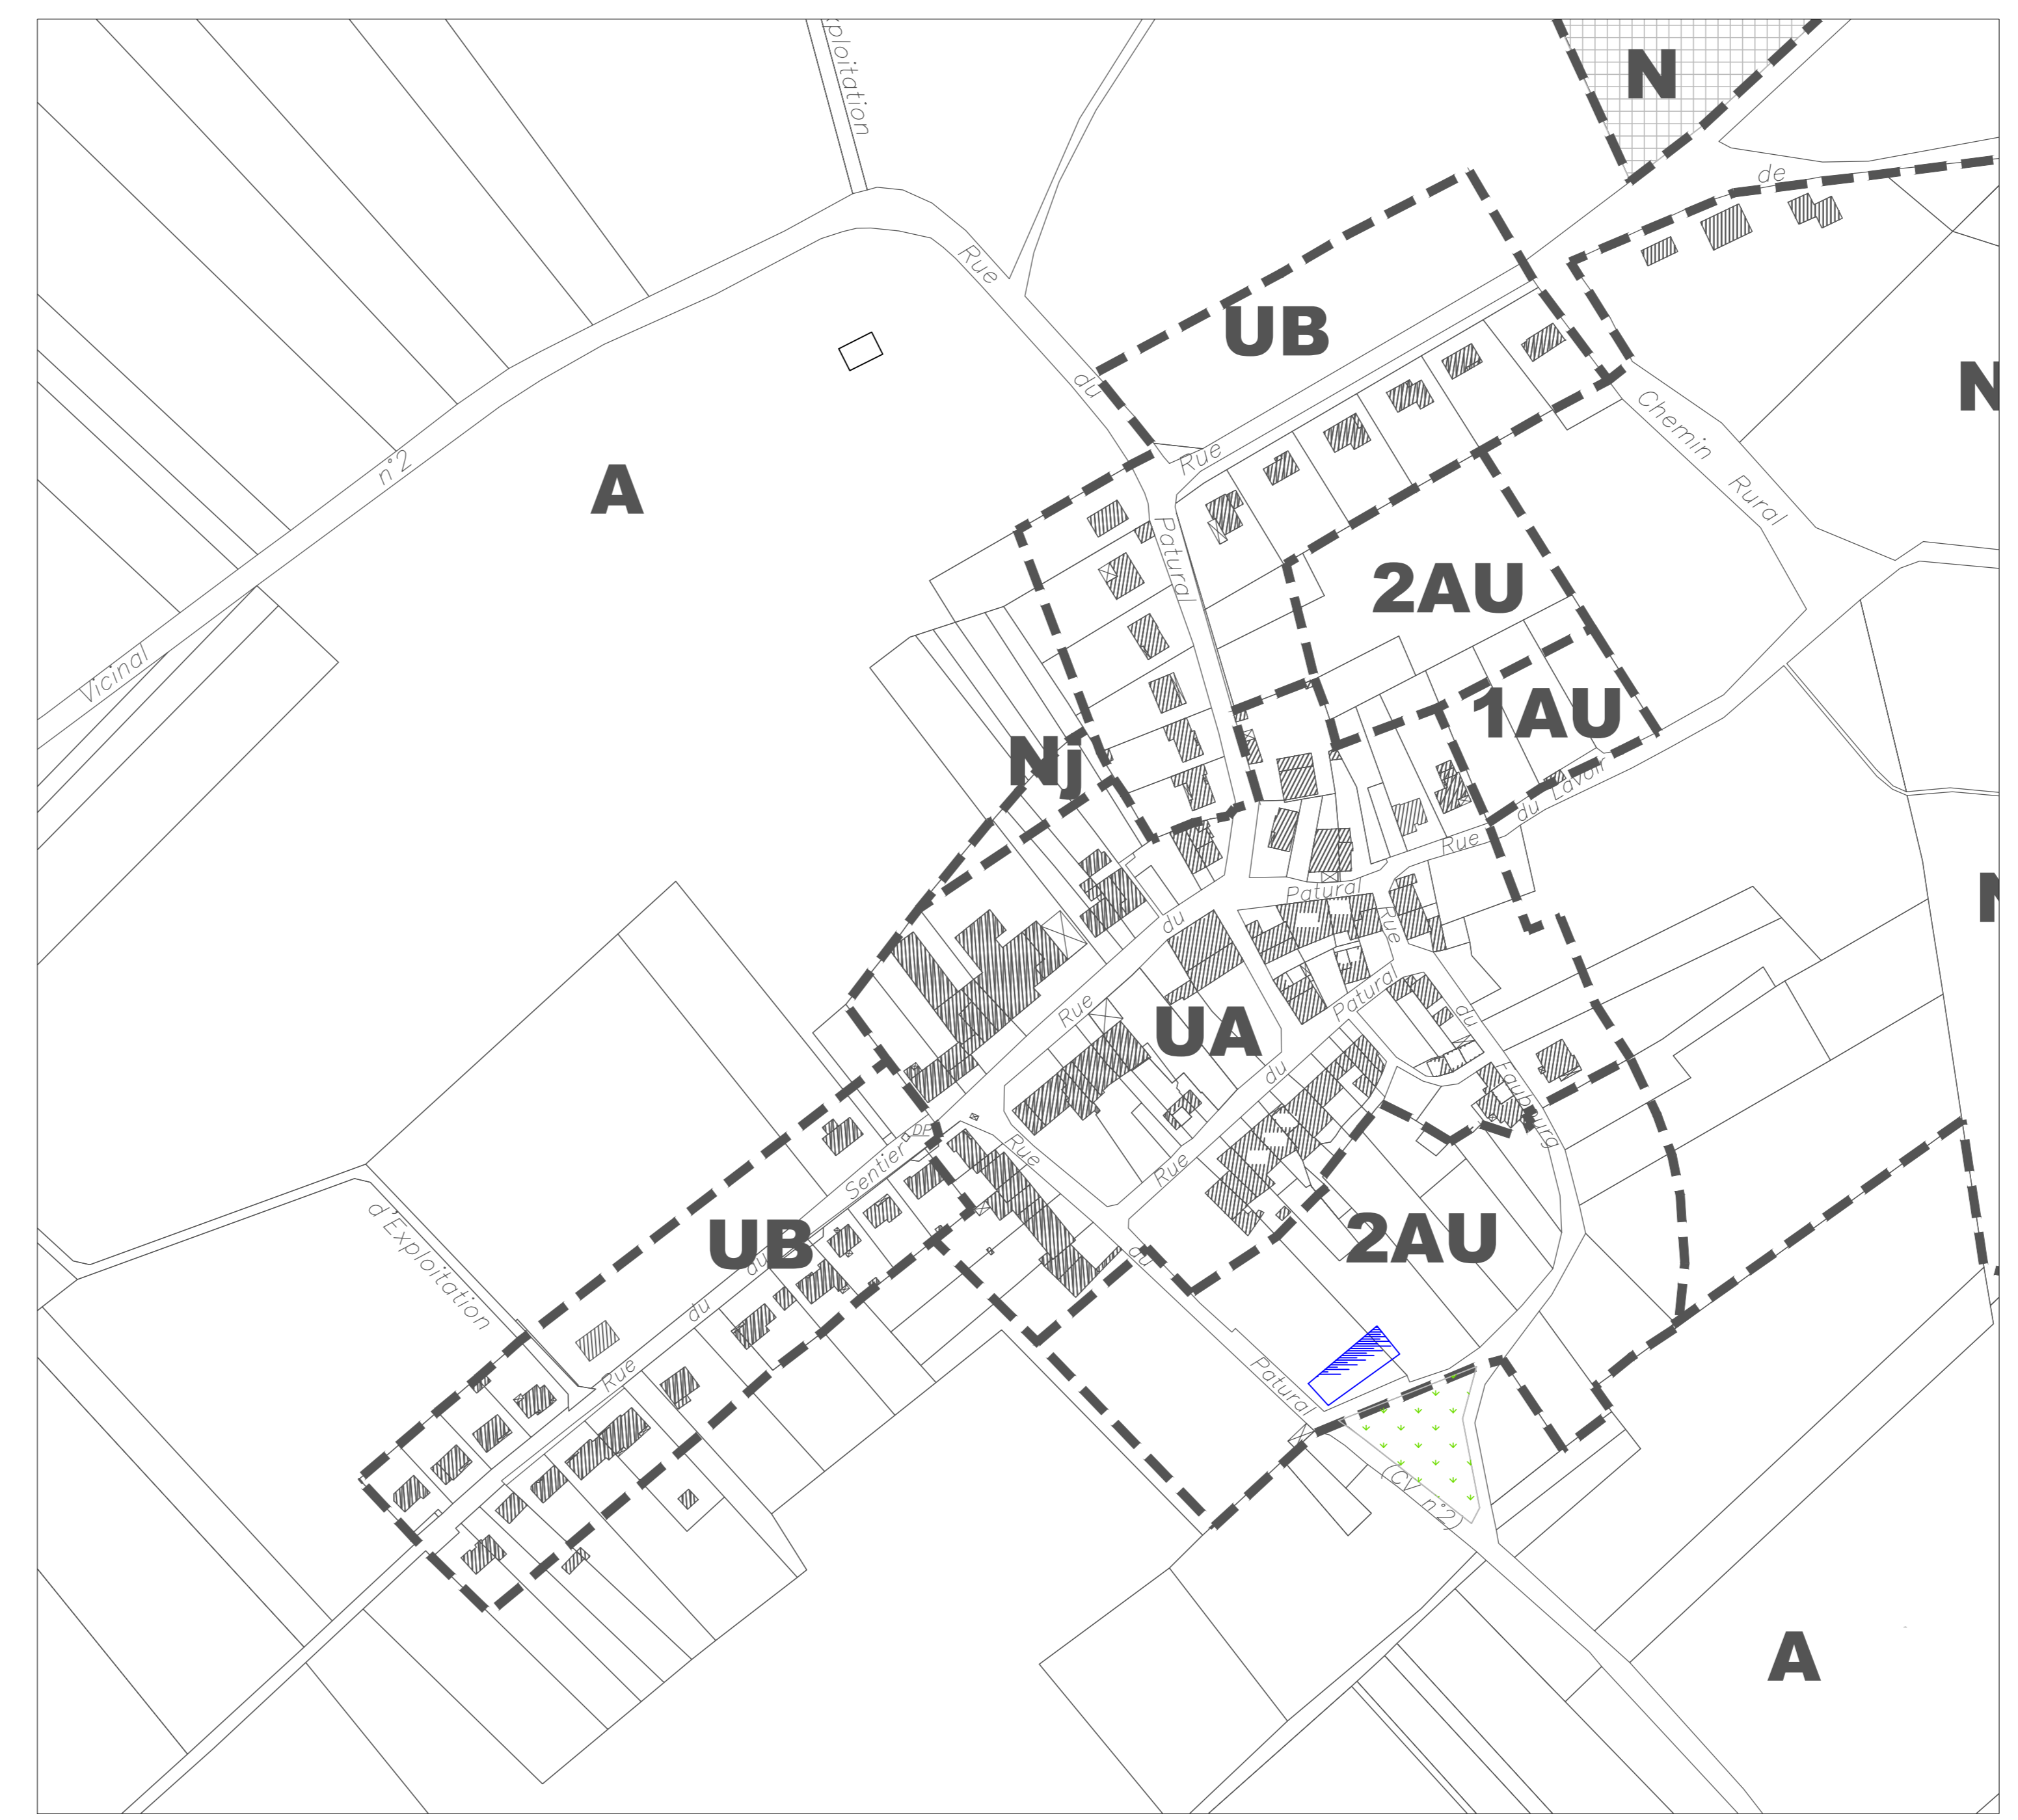 ploitation
N
de
Rue
UB
du
N
Rue
Chemin Rural
n°2
A
Patural
2AU
Vicinal
1AU
Nj
du Lavoir
Rue
Patural
du
Rue
N
Patural
Rue
du
UA
du
Faubourg
DP
Sentier
Rue
Rue
d'Exploitation
UB
du
2AU
du
du
Rue
Patural
(CV n°2)
A